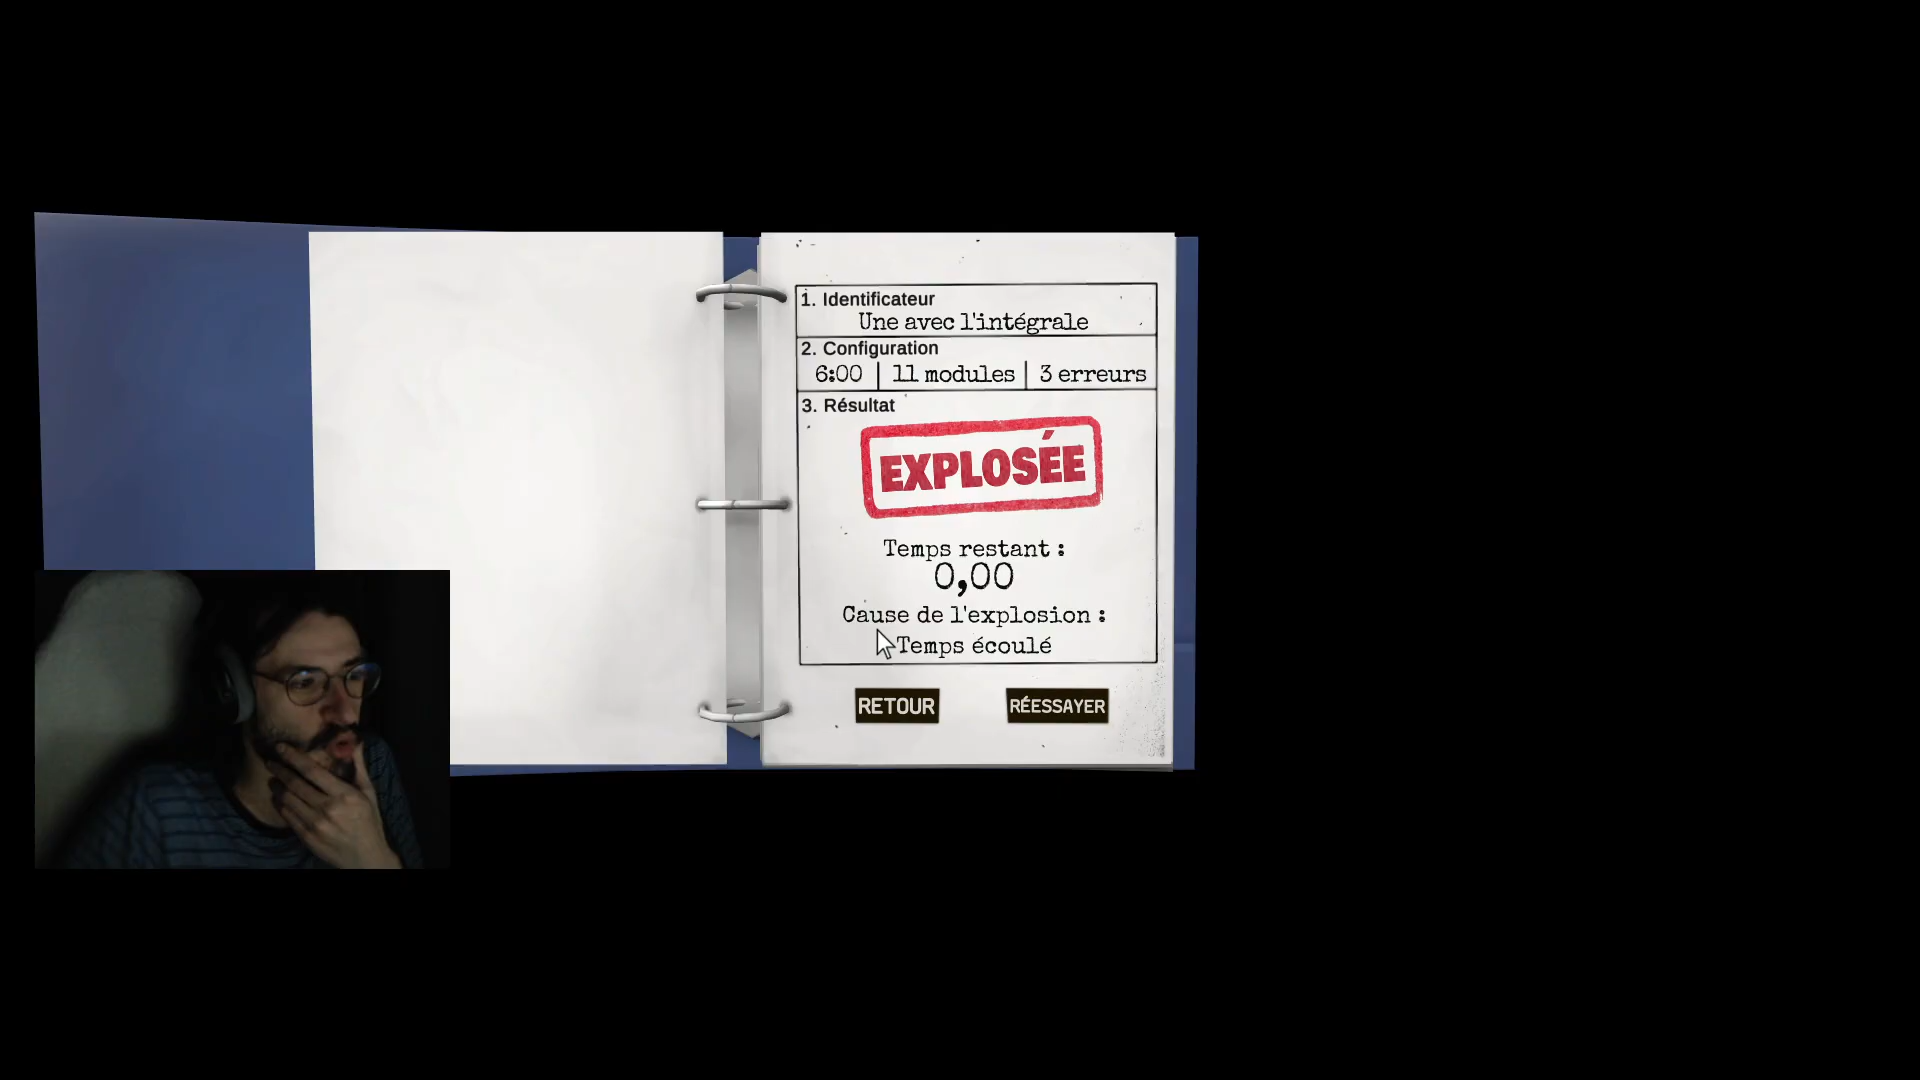 1. Identificateur
Une avec l'intégrale
2. Configuration
6:00 | 11 modules | 3 erreurs
3. Résultat
EXPLOSÉE
Temps restant :
0,00
Cause de l'explosion :
Temps écoulé
RETOUR RÉESSAYER